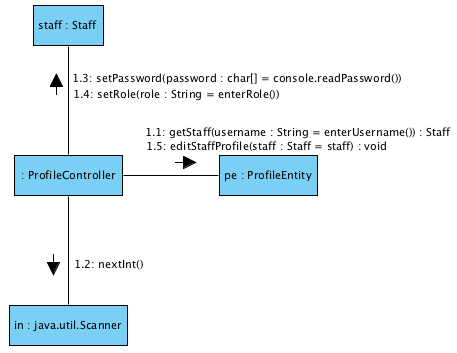 staff : Staff
1.3: setPassword(password : char[] = console.readPassword())
1.4: setRole(role : String = enterRole())
1.1: getStaff(username : String = enterUsername()) : Staff
1.5: editStaffProfile(staff : Staff = staff) : void
: ProfileController
pe : ProfileEntity
1.2: nextInt()
in : java.util.Scanner